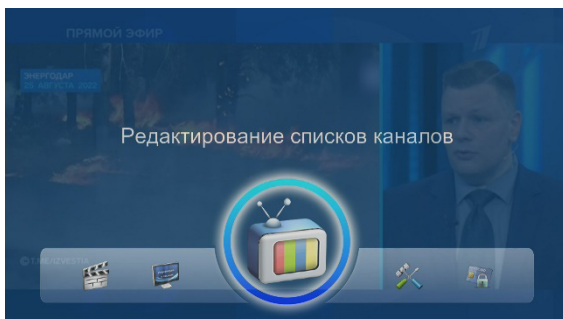 ПРЯМОЙ ЭФИР
ЭНЕРГОДАР
25 АВГУСТА 2022
Редактирование списков каналов